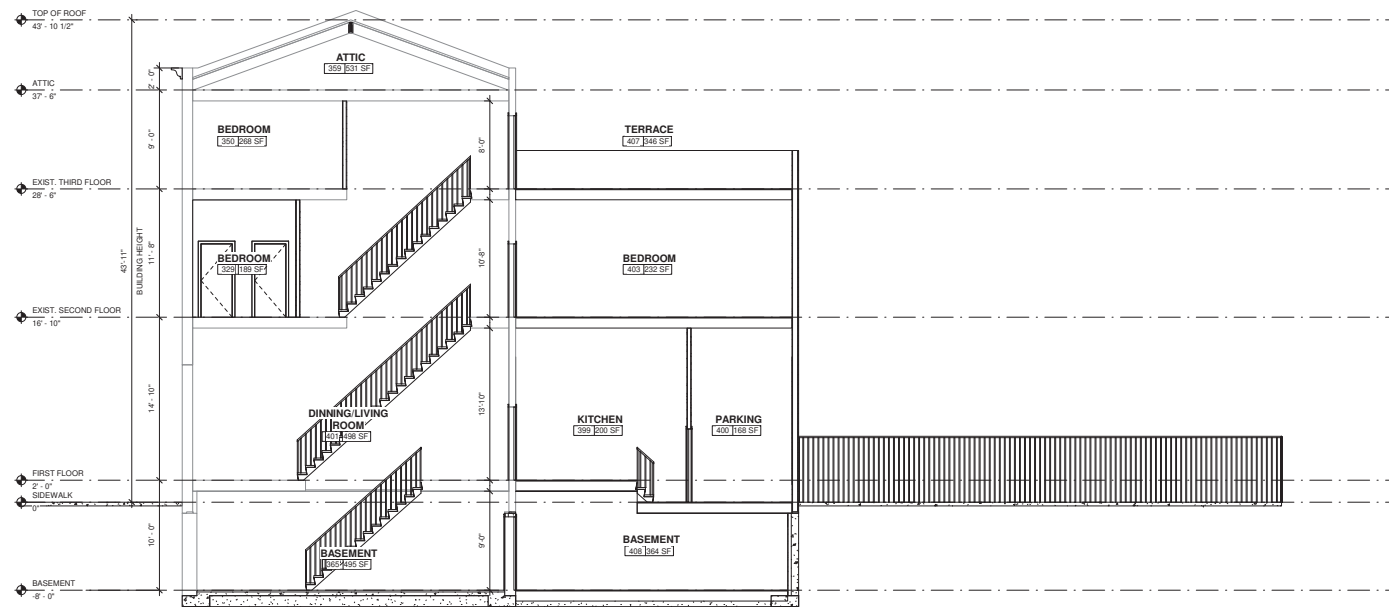 TOP OF ROOF
43' - 10 1/2"
ATTIC
37' - 6"
EXIST. THIRD FLOOR
28' - 6"
EXIST. SECOND FLOOR
16' - 10"
FIRST FLOOR
2' - 0"
SIDEWALK
0'
BASEMENT
-8' - 0"
43'-11"
BUILDING HEIGHT
2' - 0"
9' - 0"
11' - 8"
14' - 10"
10' - 0"
8'-0"
10'-8"
13'-10"
9'-0"
ATTIC
359 531 SF
BEDROOM
350 268 SF
TERRACE
407 346 SF
BEDROOM
329 189 SF
BEDROOM
403 232 SF
DINNING/LIVING
ROOM
401 498 SF
KITCHEN
399 200 SF
PARKING
400 168 SF
BASEMENT
365 495 SF
BASEMENT
408 364 SF